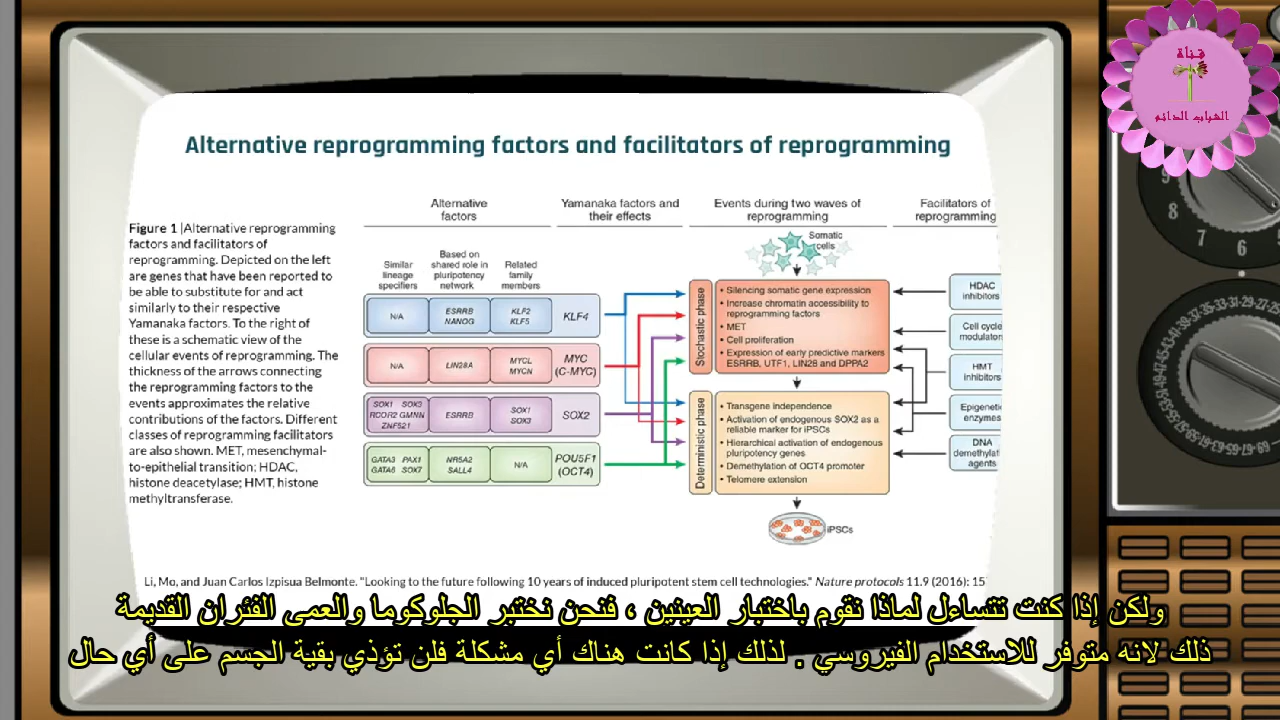 قناة
الشباب الدائم
Alternative reprogramming factors and facilitators of reprogramming
Figure 1 |Alternative reprogramming
factors and facilitators of
reprogramming. Depicted on the left
are genes that have been reported to
be able to substitute for and act
similarly to their respective
Yamanaka factors. To the right of
these is a schematic view of the
cellular events of reprogramming. The
thickness of the arrows connecting
the reprogramming factors to the
events approximates the relative
contributions of the factors. Different
classes of reprogramming facilitators
are also shown. MET, mesenchymal-
to-epithelial transition; HDAC,
histone deacetylase; HMT, histone
methyltransferase.
Alternative
factors
Similar
lineage
specifiers
Based on
shared role in
pluripotency
network
Related
family
members
N/A
ESRRB
NANOG
KLF2
KLF5
N/A
LIN28A
MYCL
MYCN
SOX1 SOX3
RCOR2 GMNN
ZNF521
ESRRB
SOX1
SOX3
GATA3 PAX1
GATA6 SOX7
NR5A2
SALL4
N/A
Yamanaka factors and
their effects
KLF4
MYC
(C-MYC)
SOX2
POU5F1
(OCT4)
Events during two waves of
reprogramming
Somatic
cells
Stochastic phase
• Silencing somatic gene expression
• Increase chromatin accessibility to
reprogramming factors
• MET
• Cell proliferation
• Expression of early predictive markers
ESRRB, UTF1, LIN28 and DPPA2
Deterministic phase
• Transgene independence
• Activation of endogenous SOX2 as a
reliable marker for iPSCs
• Hierarchical activation of endogenous
pluripotency genes
• Demethylation of OCT4 promoter
• Telomere extension
iPSCs
Facilitators of
reprogramming
HDAC
inhibitors
Cell cycle
modulator
HMT
inhibitors
Epigenetic
enzymes
DNA
demethylat
agents
Li, Mo, and Juan Carlos Izpisua Belmonte. "Looking to the future following 10 years of induced pluripotent stem cell technologies." Nature protocols 11.9 (2016): 15
ولكن إذا كنت تتساءل لماذا نقوم باختبار العينين ، فنحن نختبر الجلوكوما والعمى الفئران القديمة
ذلك لانه متوفر للاستخدام الفيروسي . لذلك إذا كانت هناك أي مشكلة فلن تؤذي بقية الجسم على أي حال
9
8
7
6